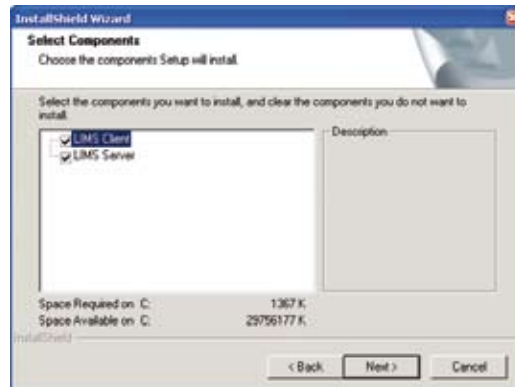 InstallShield Wizard
Select Components
Choose the components Setup will install.
Select the components you want to install, and clear the components you do not want to
install.
Description
LIMS Client
LIMS Server
Space Required on C: 1367 K
Space Available on C: 29756177 K
InstallShield
< Back Next > Cancel